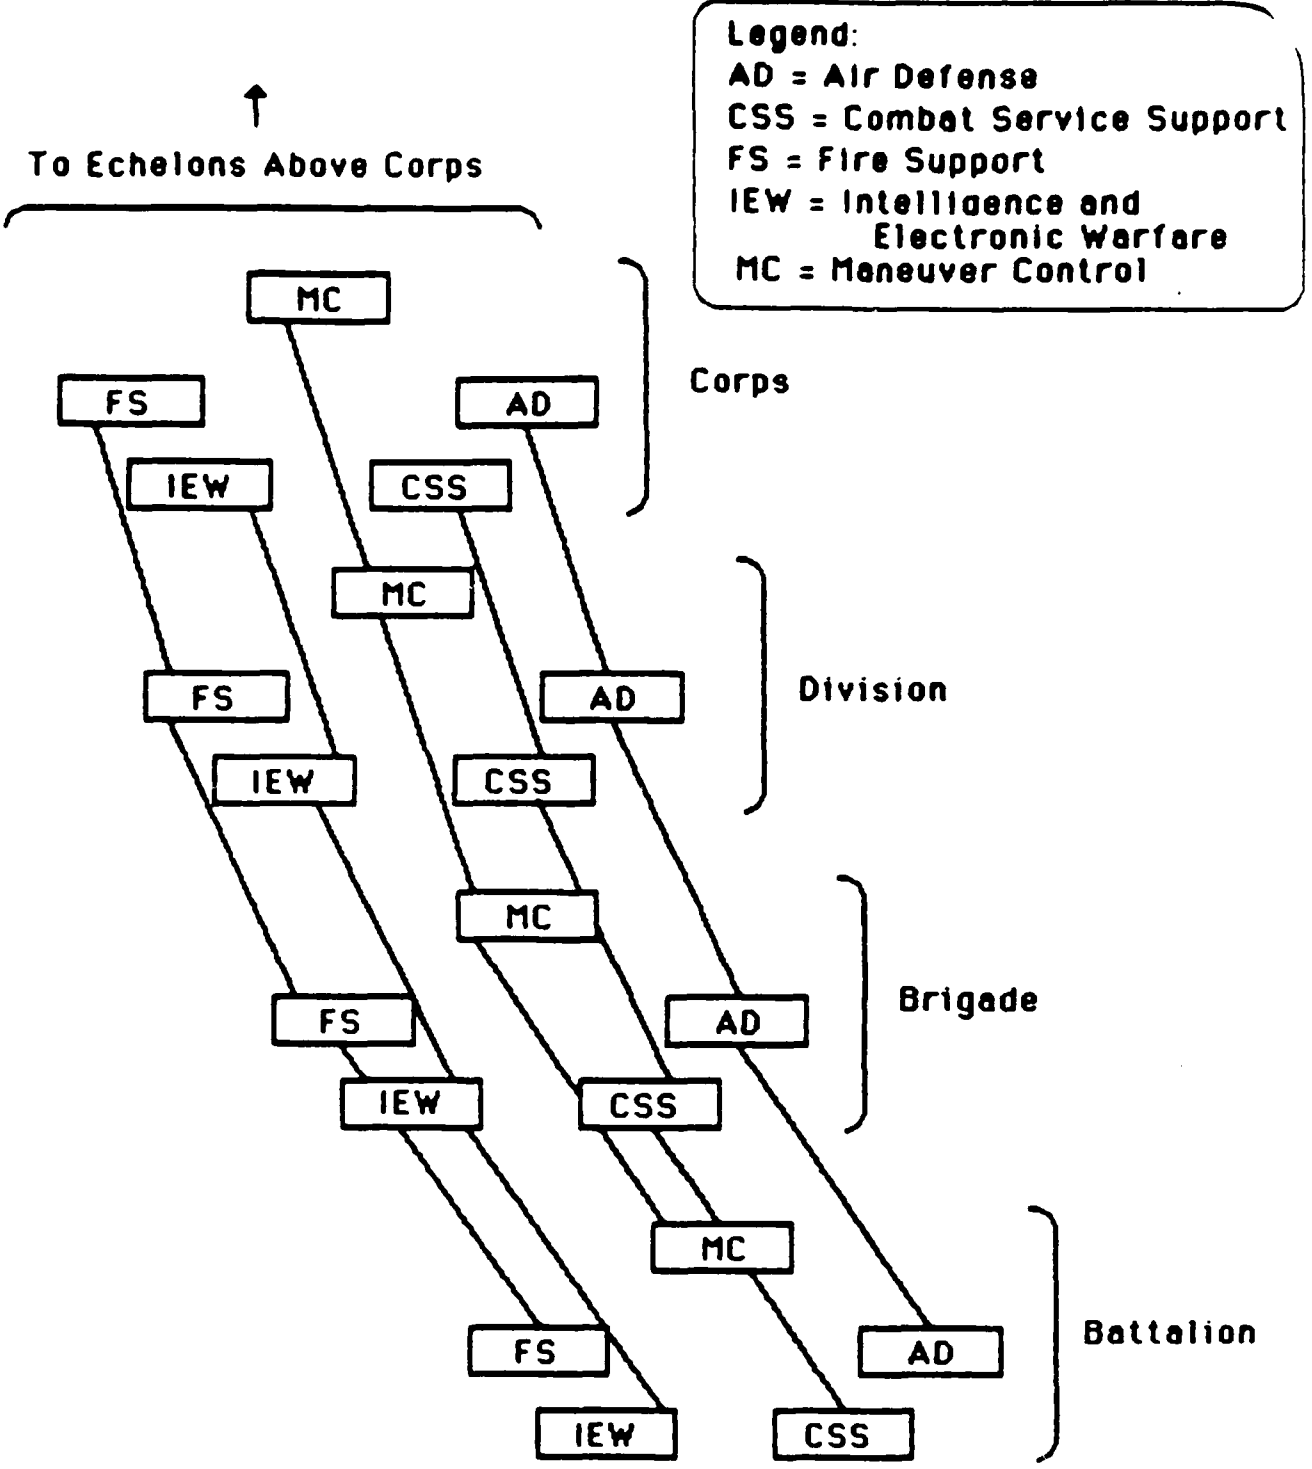 Legend:
AD = Air Defense
CSS = Combat Service Support
FS = Fire Support
IEW = Intelligence and
Electronic Warfare
MC = Maneuver Control
To Echelons Above Corps
MC
Corps
FS
AD
IEW
CSS
MC
Division
FS
AD
IEW
CSS
MC
Brigade
FS
AD
IEW
CSS
MC
Battalion
FS
AD
IEW
CSS